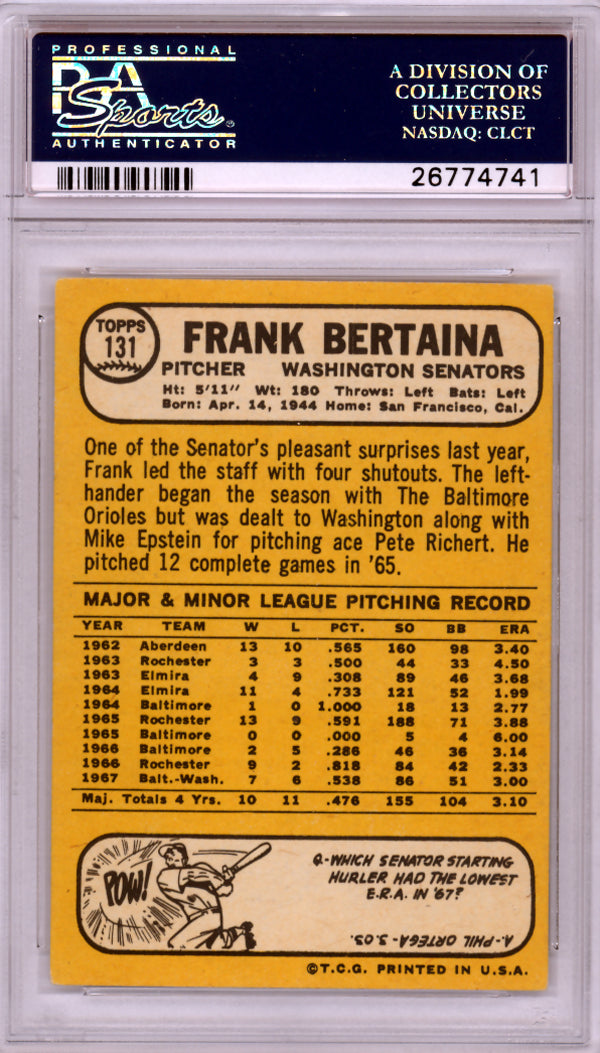 PROFESSIONAL
PSA
Sports®
AUTHENTICATOR
A DIVISION OF
COLLECTORS
UNIVERSE
NASDAQ: CLCT
26774741
TOPPS
131
FRANK BERTAINA
PITCHER WASHINGTON SENATORS
Ht: 5'11" Wt: 180 Throws: Left Bats: Left
Born: Apr. 14, 1944 Home: San Francisco, Cal.
One of the Senator's pleasant surprises last year,
Frank led the staff with four shutouts. The left-
hander began the season with The Baltimore
Orioles but was dealt to Washington along with
Mike Epstein for pitching ace Pete Richert. He
pitched 12 complete games in '65.
MAJOR & MINOR LEAGUE PITCHING RECORD
YEAR TEAM W L PCT. SO BB ERA
1962 Aberdeen 13 10 .565 160 98 3.40
1963 Rochester 3 3 .500 44 33 4.50
1963 Elmira 4 9 .308 89 46 3.68
1964 Elmira 11 4 .733 121 52 1.99
1964 Baltimore 1 0 1.000 18 13 2.77
1965 Rochester 13 9 .591 188 71 3.88
1965 Baltimore 0 0 .000 5 4 6.00
1966 Baltimore 2 5 .286 46 36 3.14
1966 Rochester 9 2 .818 84 42 2.33
1967 Balt.-Wash. 7 6 .538 86 51 3.00
Maj. Totals 4 Yrs. 10 11 .476 155 104 3.10
POW!
Q-WHICH SENATOR STARTING
HURLER HAD THE LOWEST
E.R.A. IN '67?
A-PHIL ORTEGA-3.03.
©T.C.G. PRINTED IN U.S.A.